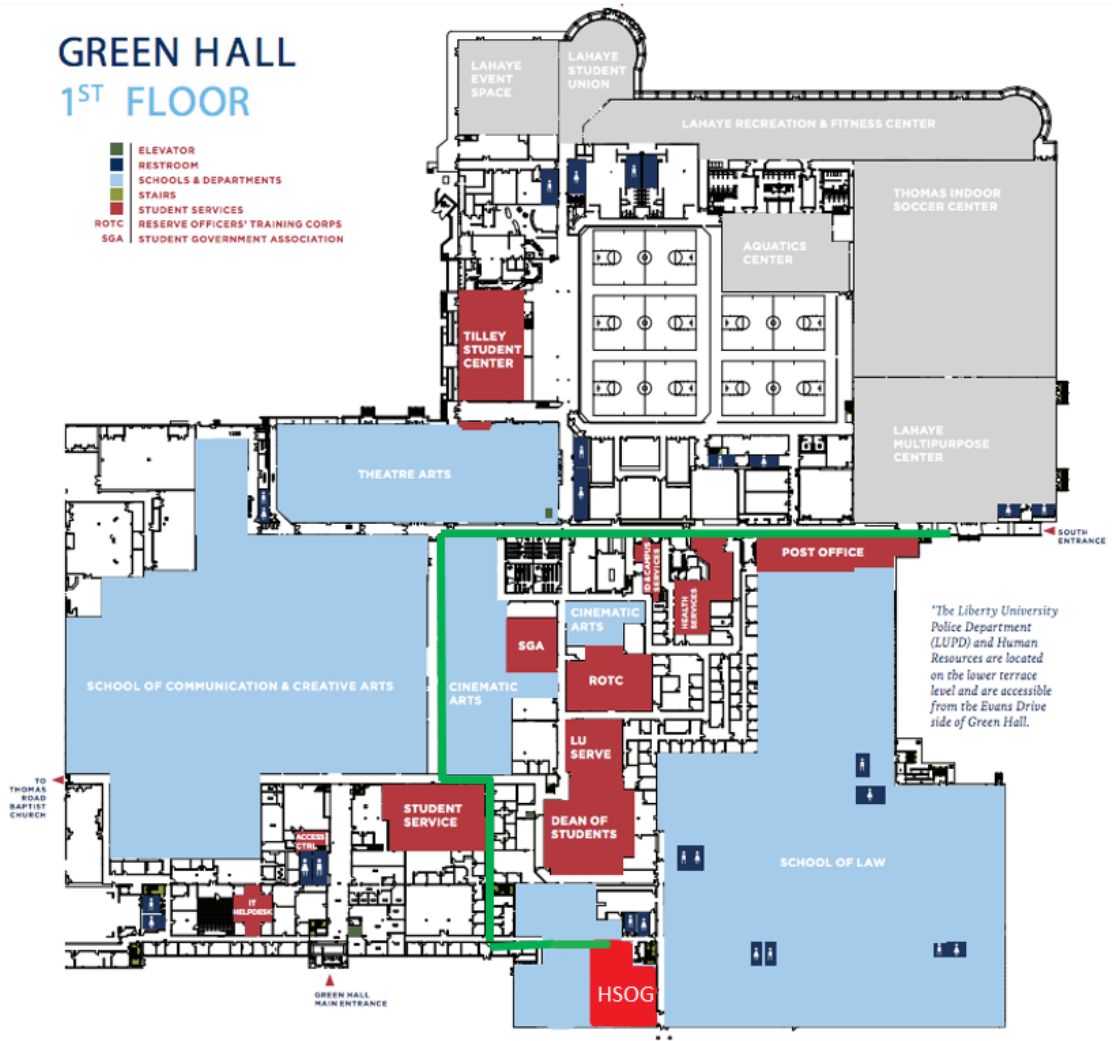 GREEN HALL
1ST FLOOR
ELEVATOR
RESTROOM
SCHOOLS & DEPARTMENTS
STAIRS
STUDENT SERVICES
ROTC RESERVE OFFICERS' TRAINING CORPS
SGA STUDENT GOVERNMENT ASSOCIATION
LAHAYE
EVENT
SPACE
LAHAYE
STUDENT
UNION
LAHAYE RECREATION & FITNESS CENTER
THOMAS INDOOR
SOCCER CENTER
AQUATICS
CENTER
TILLEY
STUDENT
CENTER
LAHAYE
MULTIPURPOSE
CENTER
THEATRE ARTS
SOUTH
ENTRANCE
POST OFFICE
ID & CAMPUS
SERVICES
HEALTH
SERVICES
CINEMATIC
ARTS
SGA
ROTC
SCHOOL OF COMMUNICATION & CREATIVE ARTS
CINEMATIC
ARTS
LU
SERVE
DEAN OF
STUDENTS
"The Liberty University
Police Department
(LUPD) and Human
Resources are located
on the lower terrace
level and are accessible
from the Evans Drive
side of Green Hall.
TO
THOMAS
ROAD
BAPTIST
CHURCH
STUDENT
SERVICE
ACCESS
CTRL
IT
HELPDESK
SCHOOL OF LAW
HSOG
GREEN HALL
MAIN ENTRANCE